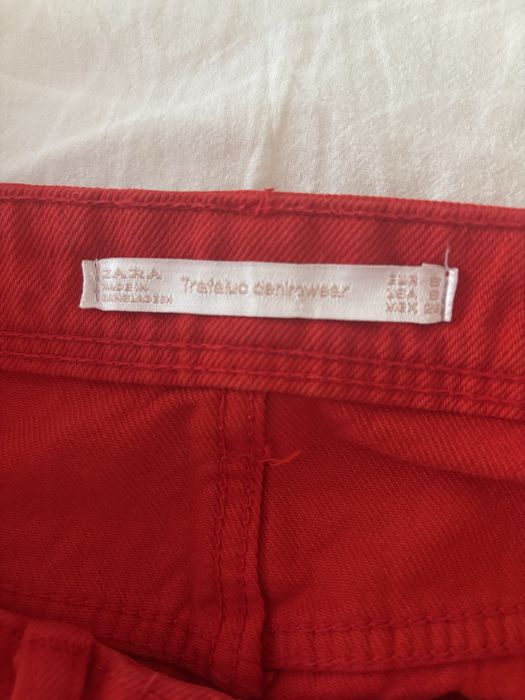 ZARA
MADE IN
BANGLADESH
Trafaluc denimwear
EUR
USA
MEX